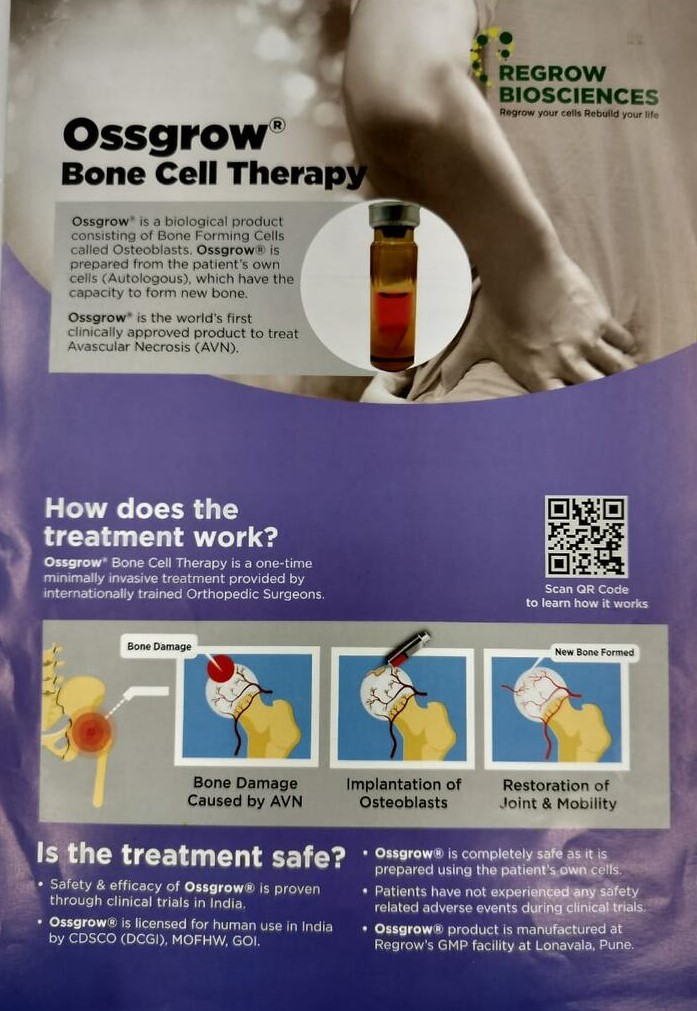 REGROW
BIOSCIENCES
Regrow your cells Rebuild your life
Ossgrow®
Bone Cell Therapy
Ossgrow® is a biological product
consisting of Bone Forming Cells
called Osteoblasts. Ossgrow® is
prepared from the patient's own
cells (Autologous), which have the
capacity to form new bone.
Ossgrow® is the world's first
clinically approved product to treat
Avascular Necrosis (AVN).
How does the
treatment work?
Ossgrow® Bone Cell Therapy is a one-time
minimally invasive treatment provided by
internationally trained Orthopedic Surgeons.
Scan QR Code
to learn how it works
Bone Damage
New Bone Formed
Bone Damage
Caused by AVN
Implantation of
Osteoblasts
Restoration of
Joint & Mobility
Is the treatment safe?
• Safety & efficacy of Ossgrow® is proven
through clinical trials in India.
• Ossgrow® is licensed for human use in India
by CDSCO (DCGI), MOFHW, GOI.
• Ossgrow® is completely safe as it is
prepared using the patient's own cells.
• Patients have not experienced any safety
related adverse events during clinical trials.
• Ossgrow® product is manufactured at
Regrow's GMP facility at Lonavala, Pune.